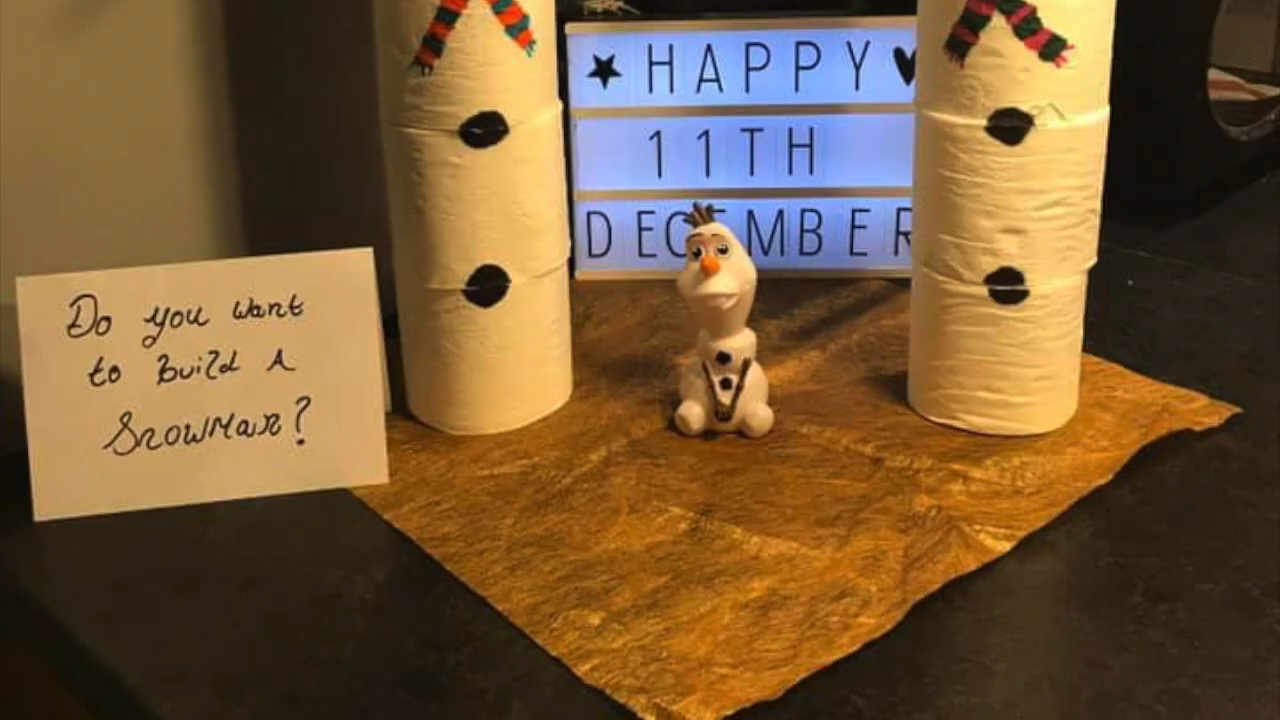 Do you want
to build a
Snowman?
★ HAPPY ♥
11TH
DECEMBER